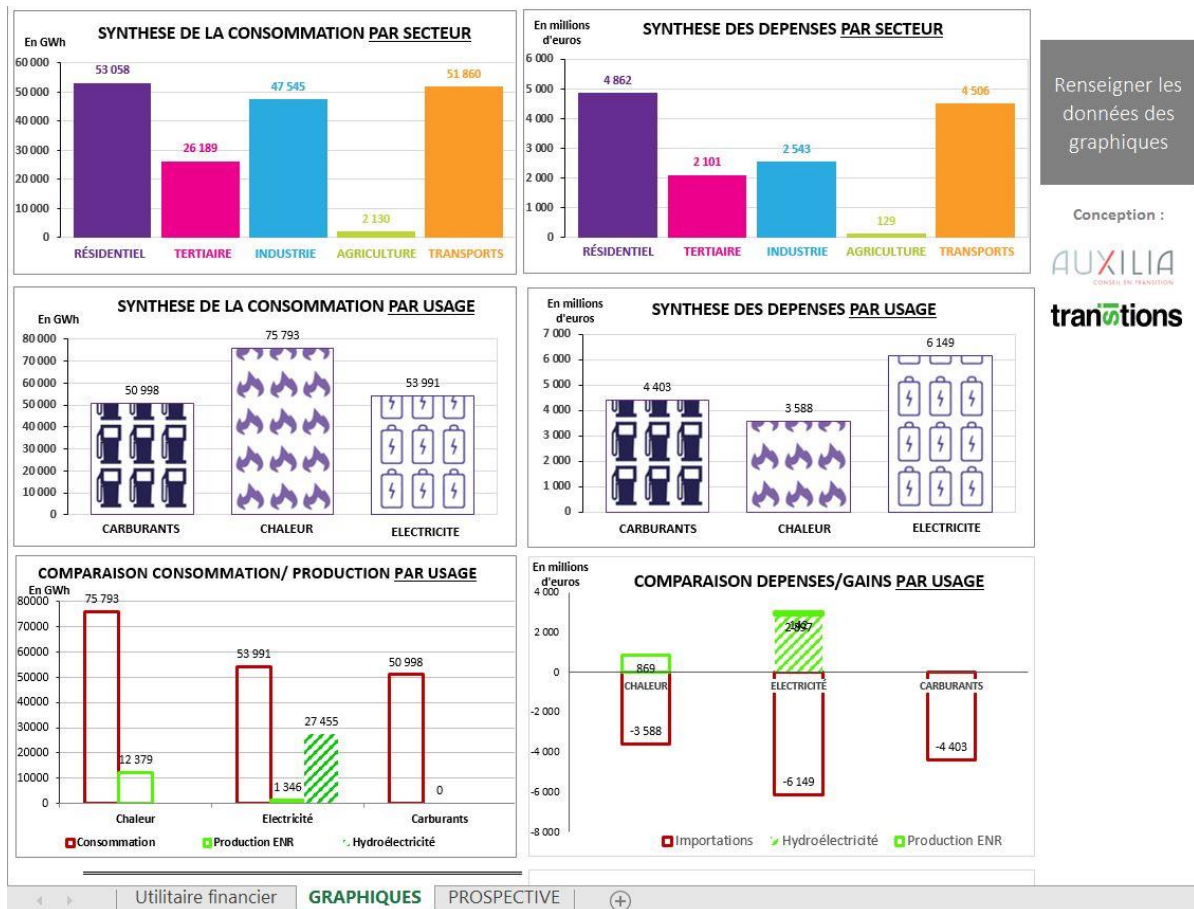 SYNTHESE DE LA CONSOMMATION PAR SECTEUR
En GWh
60 000
50 000
40 000
30 000
20 000
10 000
0
53 058
26 189
47 545
2 130
51 860
RÉSIDENTIEL TERTIAIRE INDUSTRIE AGRICULTURE TRANSPORTS
En millions
d'euros
SYNTHESE DES DEPENSES PAR SECTEUR
6 000
5 000
4 000
3 000
2 000
1 000
0
4 862
2 101
2 543
129
4 506
RÉSIDENTIEL TERTIAIRE INDUSTRIE AGRICULTURE TRANSPORTS
Renseigner les
données des
graphiques
Conception :
AUXILIA
CONSEIL EN TRANSITION
transitions
SYNTHESE DE LA CONSOMMATION PAR USAGE
En GWh
80 000
70 000
60 000
50 000
40 000
30 000
20 000
10 000
0
50 998
75 793
53 991
CARBURANTS CHALEUR ELECTRICITE
En millions
d'euros
SYNTHESE DES DEPENSES PAR USAGE
7 000
6 000
5 000
4 000
3 000
2 000
1 000
0
4 403
3 588
6 149
CARBURANTS CHALEUR ELECTRICITE
COMPARAISON CONSOMMATION/ PRODUCTION PAR USAGE
En GWh
80000
70000
60000
50000
40000
30000
20000
10000
0
75 793
12 379
53 991
1 346
27 455
50 998
0
Chaleur Electricité Carburants
Consommation Production ENR Hydroélectricité
En millions
d'euros
COMPARAISON DEPENSES/GAINS PAR USAGE
4 000
2 000
0
-2 000
-4 000
-6 000
-8 000
869
CHALEUR ELECTRICITÉ CARBURANTS
-3 588
-6 149
-4 403
Importations Hydroélectricité Production ENR
Utilitaire financier GRAPHIQUES PROSPECTIVE